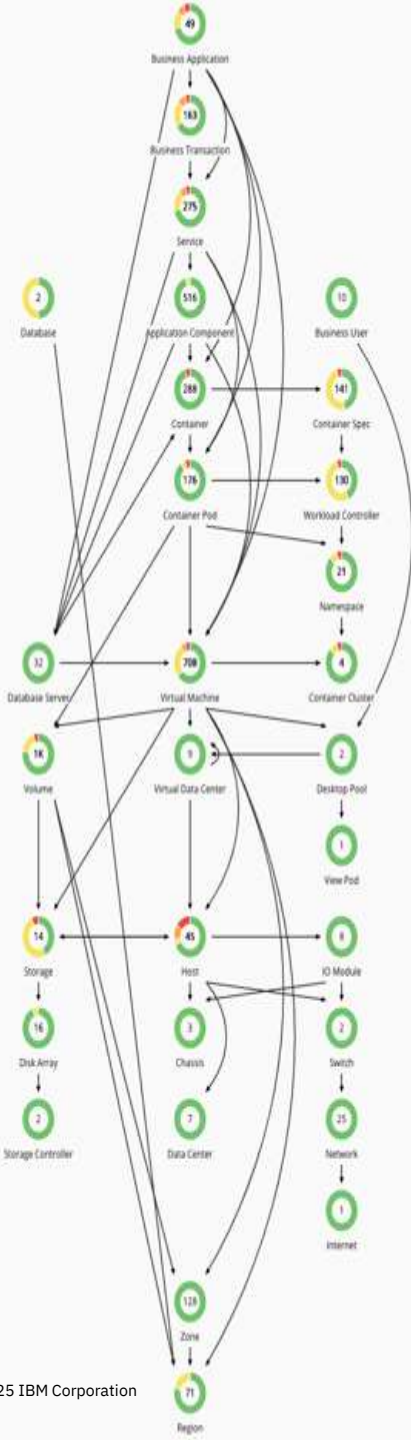 49
Business Application
163
Business Transaction
275
Service
2
516
10
Database
Application Component
Business User
288
141
Container
Container Spec
176
130
Container Pod
Workload Controller
21
Namespace
32
708
4
Database Server
Virtual Machine
Container Cluster
1K
9
2
Volume
Virtual Data Center
Desktop Pool
1
View Pod
14
45
8
Storage
Host
IO Module
16
3
2
Disk Array
Chassis
Switch
2
7
25
Storage Controller
Data Center
Network
1
Internet
128
Zone
25 IBM Corporation
71
Region